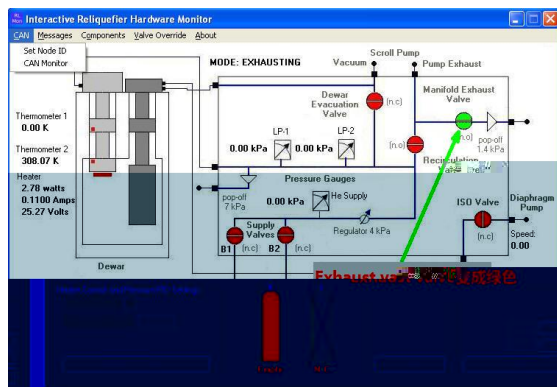 Interactive Reliquefier Hardware Monitor
CAN Messages Components Valve Override About
Set Node ID
CAN Monitor
MODE: EXHAUSTING
Vacuum
Scroll Pump
Pump Exhaust
Dewar
Evacuation
Valve
(n.c)
Manifold Exhaust
Valve
(n.o)
pop-off
1.4 kPa
Thermometer 1
0.00 K
Thermometer 2
308.07 K
Heater
2.78 watts
0.1100 Amps
25.27 Volts
LP-1
LP-2
0.00 kPa
0.00 kPa
(n.o)
Recirculation
Pressure Gauges
pop-off
7 kPa
0.00 kPa
He Supply
Regulator 4 kPa
ISO Valve
(n.c)
Diaphragm
Pump
Speed:
0.00
Supply
Valves
B1 (n.c)
B2 (n.c)
Dewar
Exhaust
变成绿色